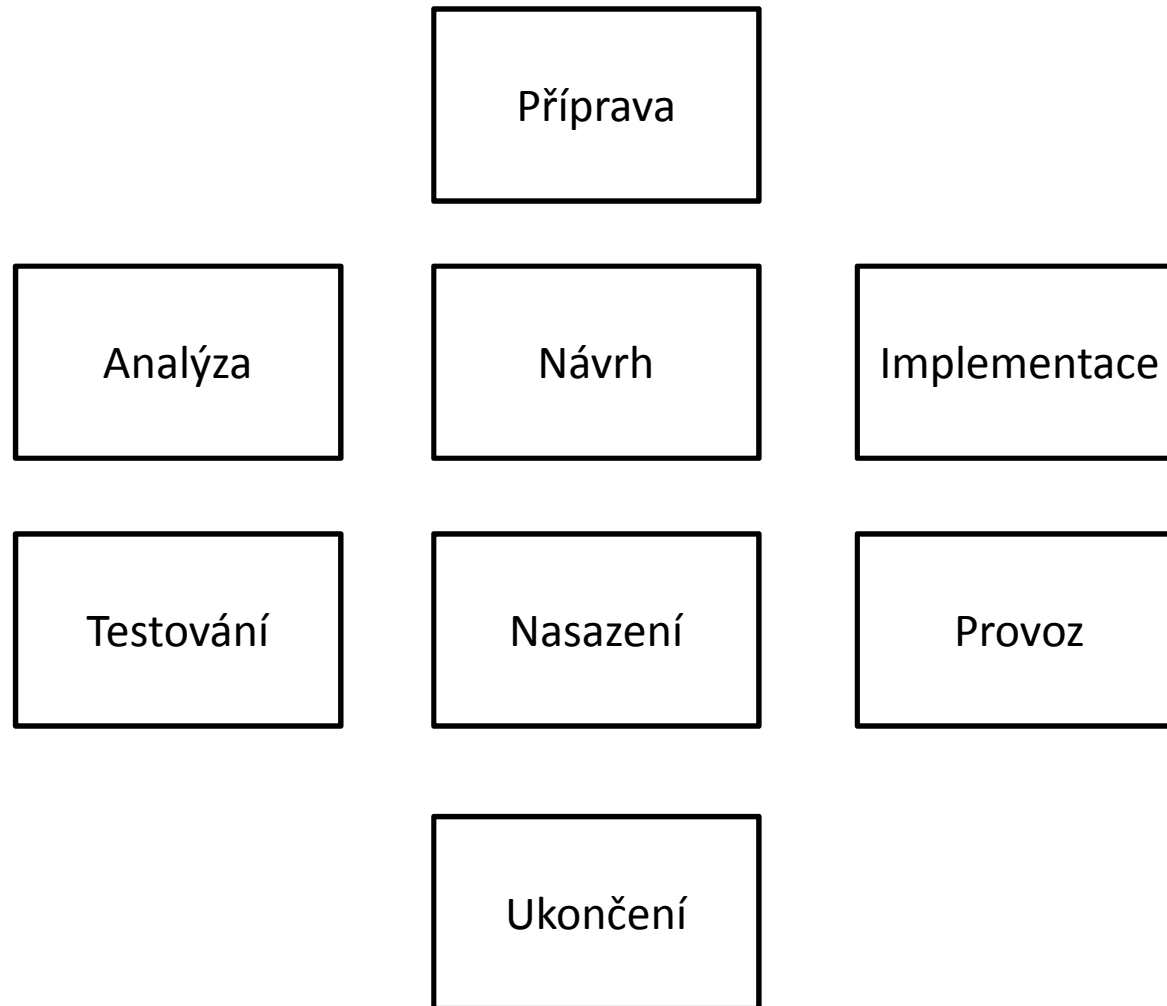 Příprava
Analýza
Návrh
Implementace
Testování
Nasazení
Provoz
Ukončení